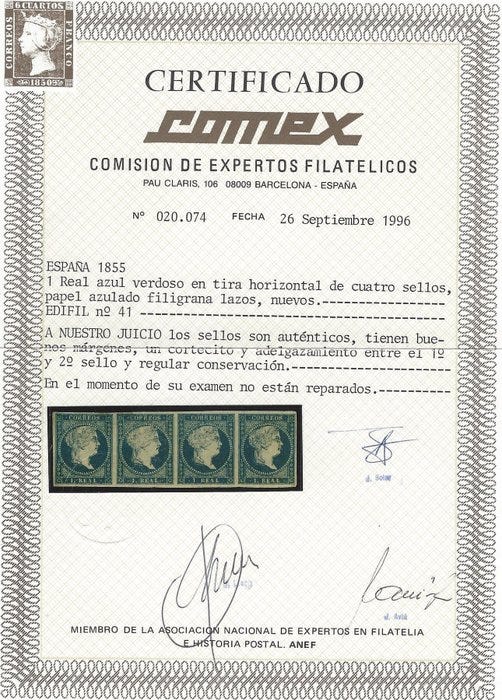 6 CUARTOS
CORREOS
FRANCO
1850
CERTIFICADO
comex
COMISION DE EXPERTOS FILATELICOS
PAU CLARIS, 106 08009 BARCELONA - ESPAÑA
Nº 020.074 FECHA 26 Septiembre 1996
ESPAÑA 1855
1 Real azul verdoso en tira horizontal de cuatro sellos,
papel azulado filigrana lazos, nuevos.----------------
EDIFIL nº 41 ----------------------------------------
A NUESTRO JUICIO los sellos son auténticos, tienen bue-
nos márgenes, un cortecito y adelgazamiento entre el 1º
y 2º sello y regular conservación.-------------------
En el momento de su examen no están reparados.----------
CORREOS CORREOS CORREOS CORREOS
1. REAL 1. REAL 1. REAL 1. REAL
J.
J. Avilé
MIEMBRO DE LA ASOCIACION NACIONAL DE EXPERTOS EN FILATELIA
E HISTORIA POSTAL. ANEF